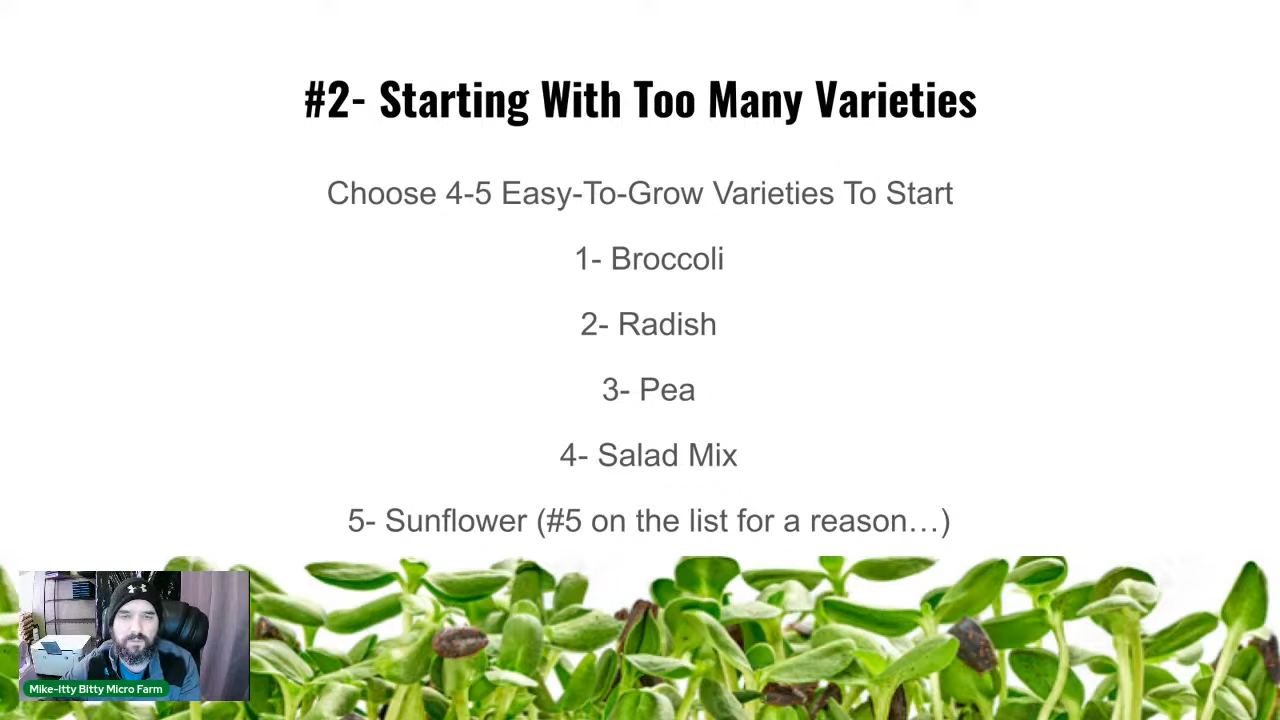 #2- Starting With Too Many Varieties
Choose 4-5 Easy-To-Grow Varieties To Start
1- Broccoli
2- Radish
3- Pea
4- Salad Mix
5- Sunflower (#5 on the list for a reason…)
Mike-Itty Bitty Micro Farm